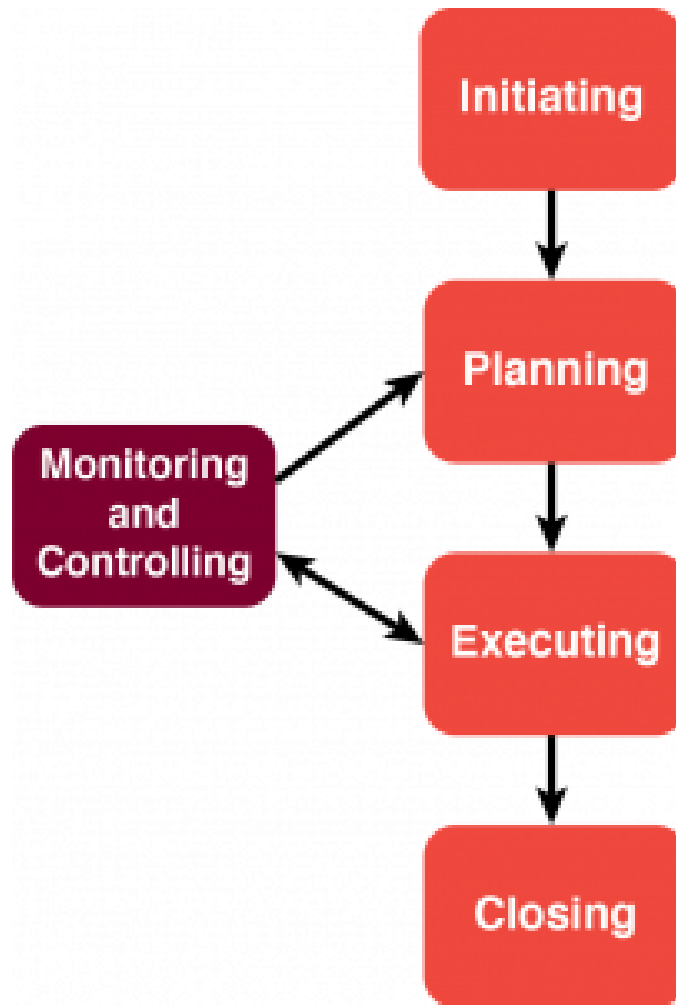 Initiating
Planning
Monitoring
and
Controlling
Executing
Closing